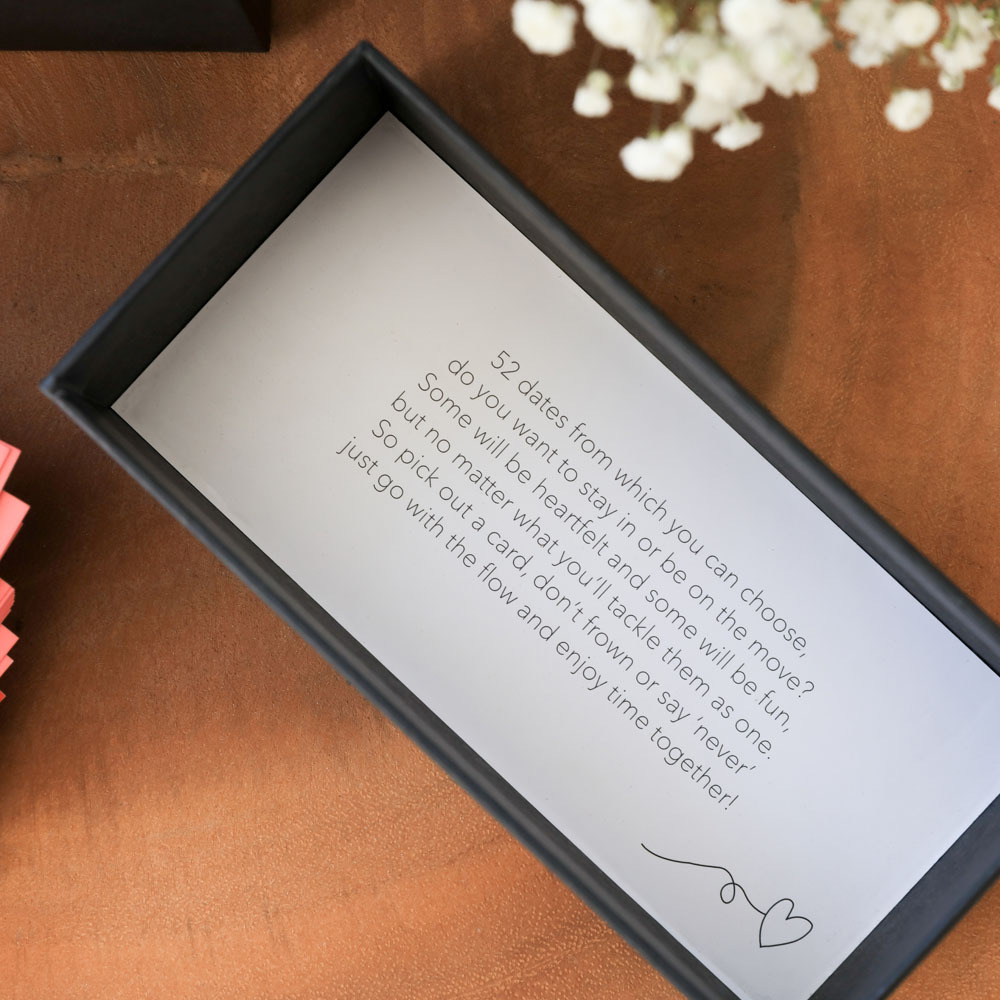 52 dates from which you can choose,
do you want to stay in or be on the move?
Some will be heartfelt and some will be fun,
but no matter what you'll tackle them as one.
So pick out a card, don't frown or say 'never'
just go with the flow and enjoy time together!